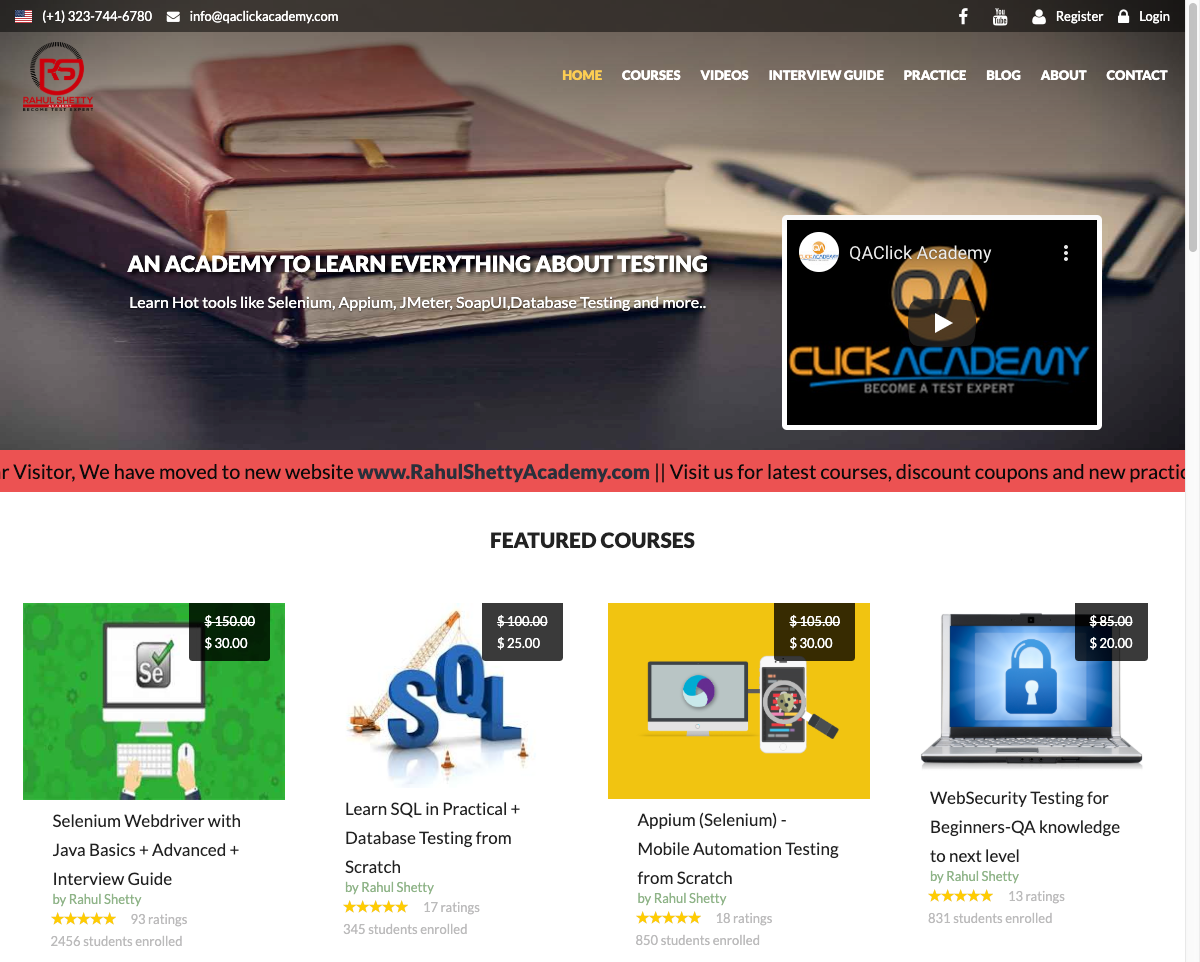 (+1) 323-744-6780 info@qaclickacademy.com You Tube Register Login
RS
RAHUL SHETTY
ACADEMY
BECOME TEST EXPERT
HOME COURSES VIDEOS INTERVIEW GUIDE PRACTICE BLOG ABOUT CONTACT
AN ACADEMY TO LEARN EVERYTHING ABOUT TESTING
Learn Hot tools like Selenium, Appium, JMeter, SoapUI,Database Testing and more..
QAClick Academy
QA
CLICKACADEMY
BECOME A TEST EXPERT
r Visitor, We have moved to new website www.RahulShettyAcademy.com || Visit us for latest courses, discount coupons and new practic
FEATURED COURSES
$ 150.00
$ 30.00
Se
Selenium Webdriver with
Java Basics + Advanced +
Interview Guide
by Rahul Shetty
93 ratings
2456 students enrolled
$ 100.00
$ 25.00
SQL
Learn SQL in Practical +
Database Testing from
Scratch
by Rahul Shetty
17 ratings
345 students enrolled
$ 105.00
$ 30.00
Appium (Selenium) -
Mobile Automation Testing
from Scratch
by Rahul Shetty
18 ratings
850 students enrolled
$ 85.00
$ 20.00
WebSecurity Testing for
Beginners-QA knowledge
to next level
by Rahul Shetty
13 ratings
831 students enrolled